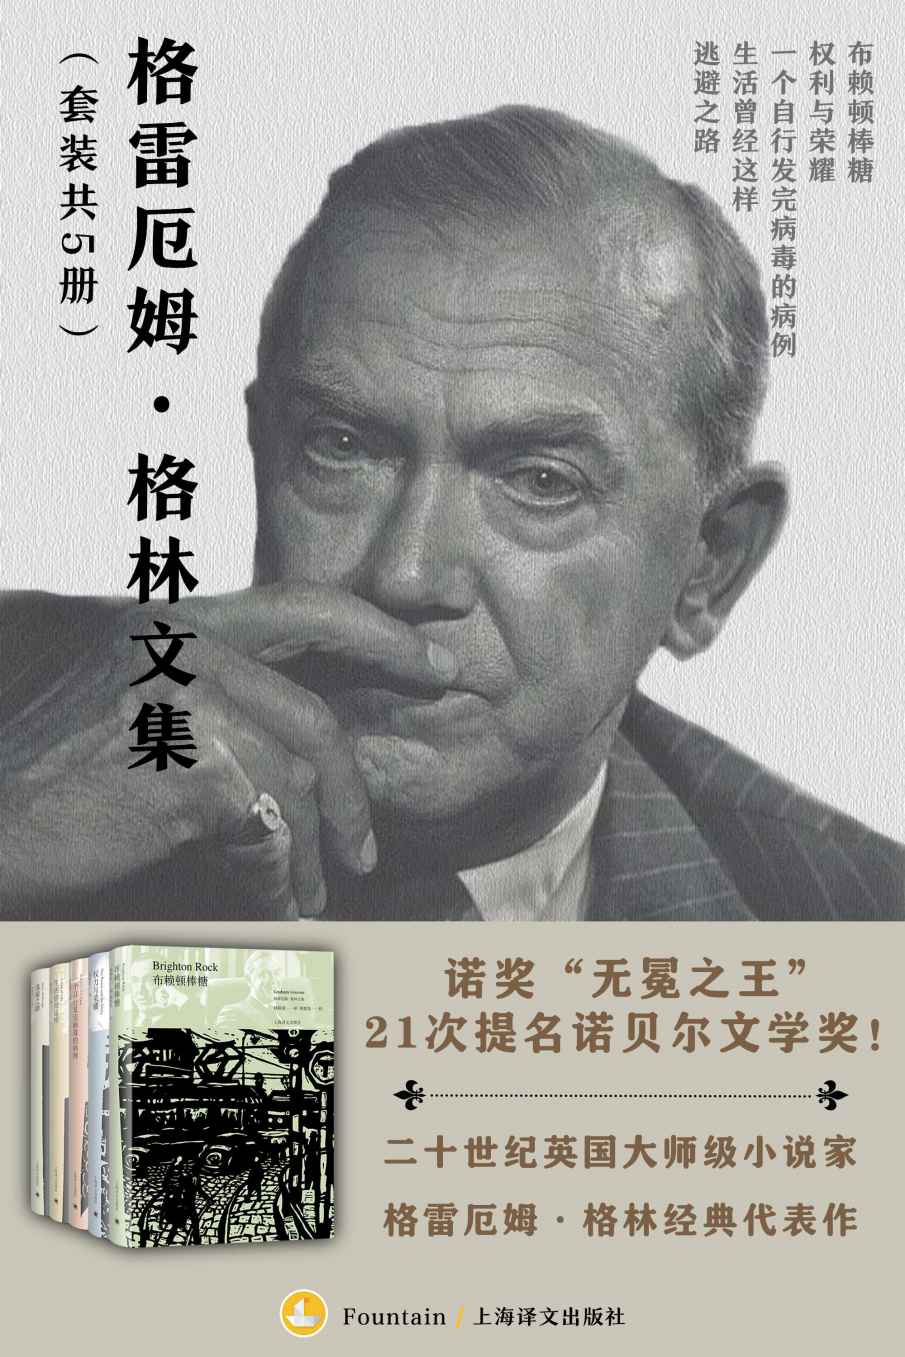 格雷厄姆·格林文集
（套装共5册）
布赖顿棒糖
权利与荣耀
一个自行发完病毒的病例
生活曾经这样
逃避之路
诺奖“无冕之王”
21次提名诺贝尔文学奖！
二十世纪英国大师级小说家
格雷厄姆·格林经典代表作
Brighton Rock
布赖顿棒糖
Fountain / 上海译文出版社